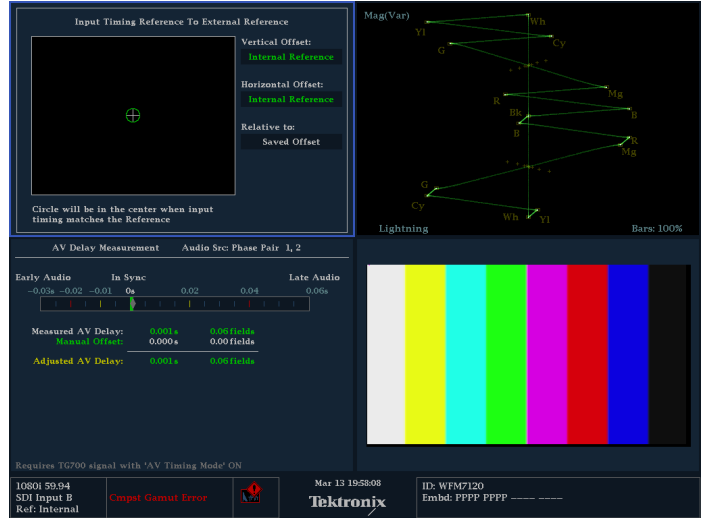 Input Timing Reference To External Reference
Vertical Offset:
Internal Reference
Horizontal Offset:
Internal Reference
Relative to:
Saved Offset
Circle will be in the center when input
timing matches the Reference
Mag(Var)
Wh
Yl
Cy
G
Mg
R
Bk
B
B
R
Mg
G
Cy
Wh
Yl
Lightning
Bars: 100%
AV Delay Measurement Audio Src: Phase Pair 1, 2
Early Audio In Sync Late Audio
-0.03s -0.02 -0.01 0s 0.02 0.04 0.06s
Measured AV Delay: 0.001 s 0.06 fields
Manual Offset: 0.000 s 0.00 fields
Adjusted AV Delay: 0.001 s 0.06 fields
Requires TG700 signal with 'AV Timing Mode' ON
1080i 59.94
SDI Input B
Ref: Internal
Cmpst Gamut Error
Mar 13 19:58:08
Tektronix
ID: WFM7120
Embd: PPPP PPPP ---- ----